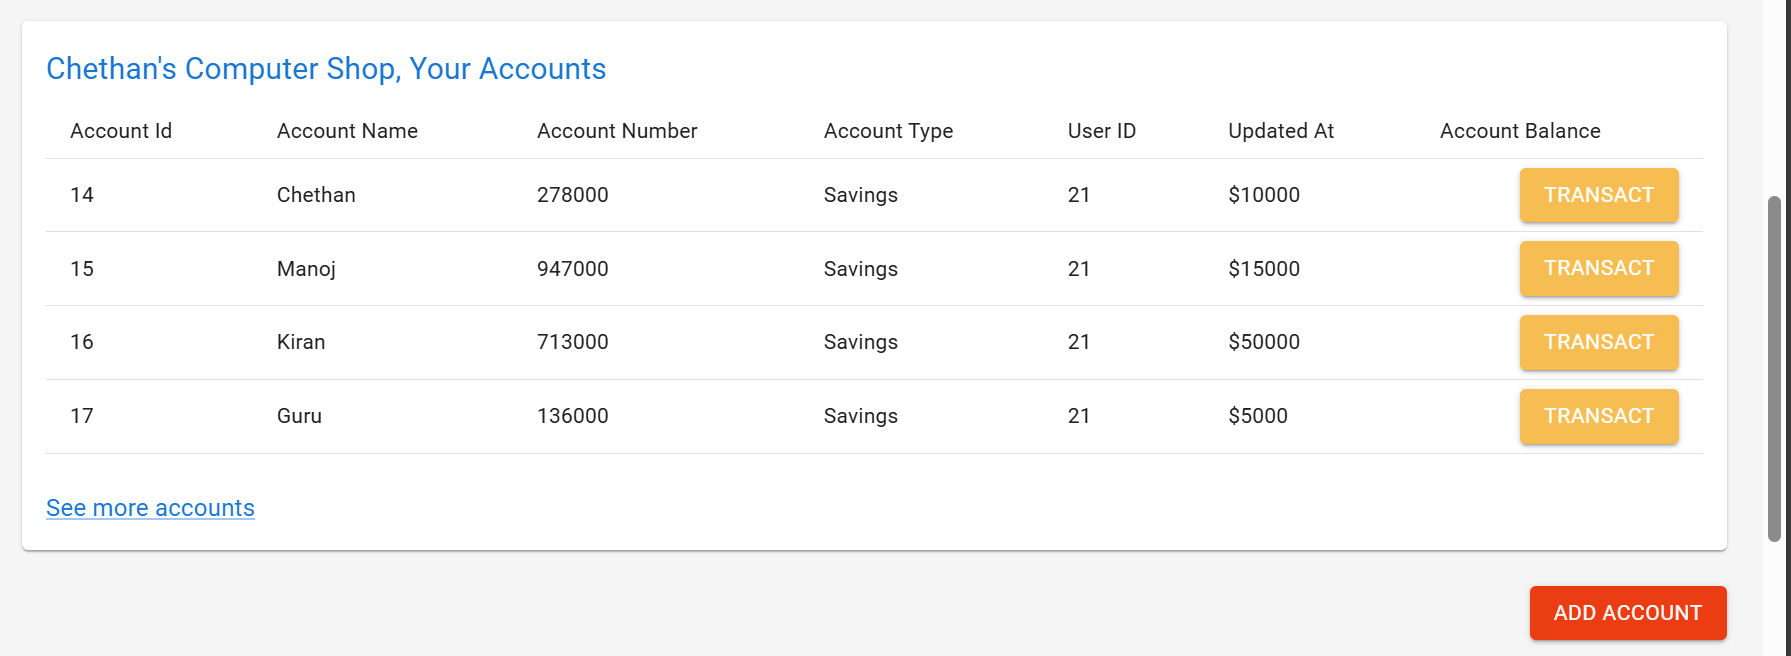 Chethan's Computer Shop, Your Accounts
Account Id Account Name Account Number Account Type User ID Updated At Account Balance
14 Chethan 278000 Savings 21 $10000 TRANSACT
15 Manoj 947000 Savings 21 $15000 TRANSACT
16 Kiran 713000 Savings 21 $50000 TRANSACT
17 Guru 136000 Savings 21 $5000 TRANSACT
See more accounts
ADD ACCOUNT